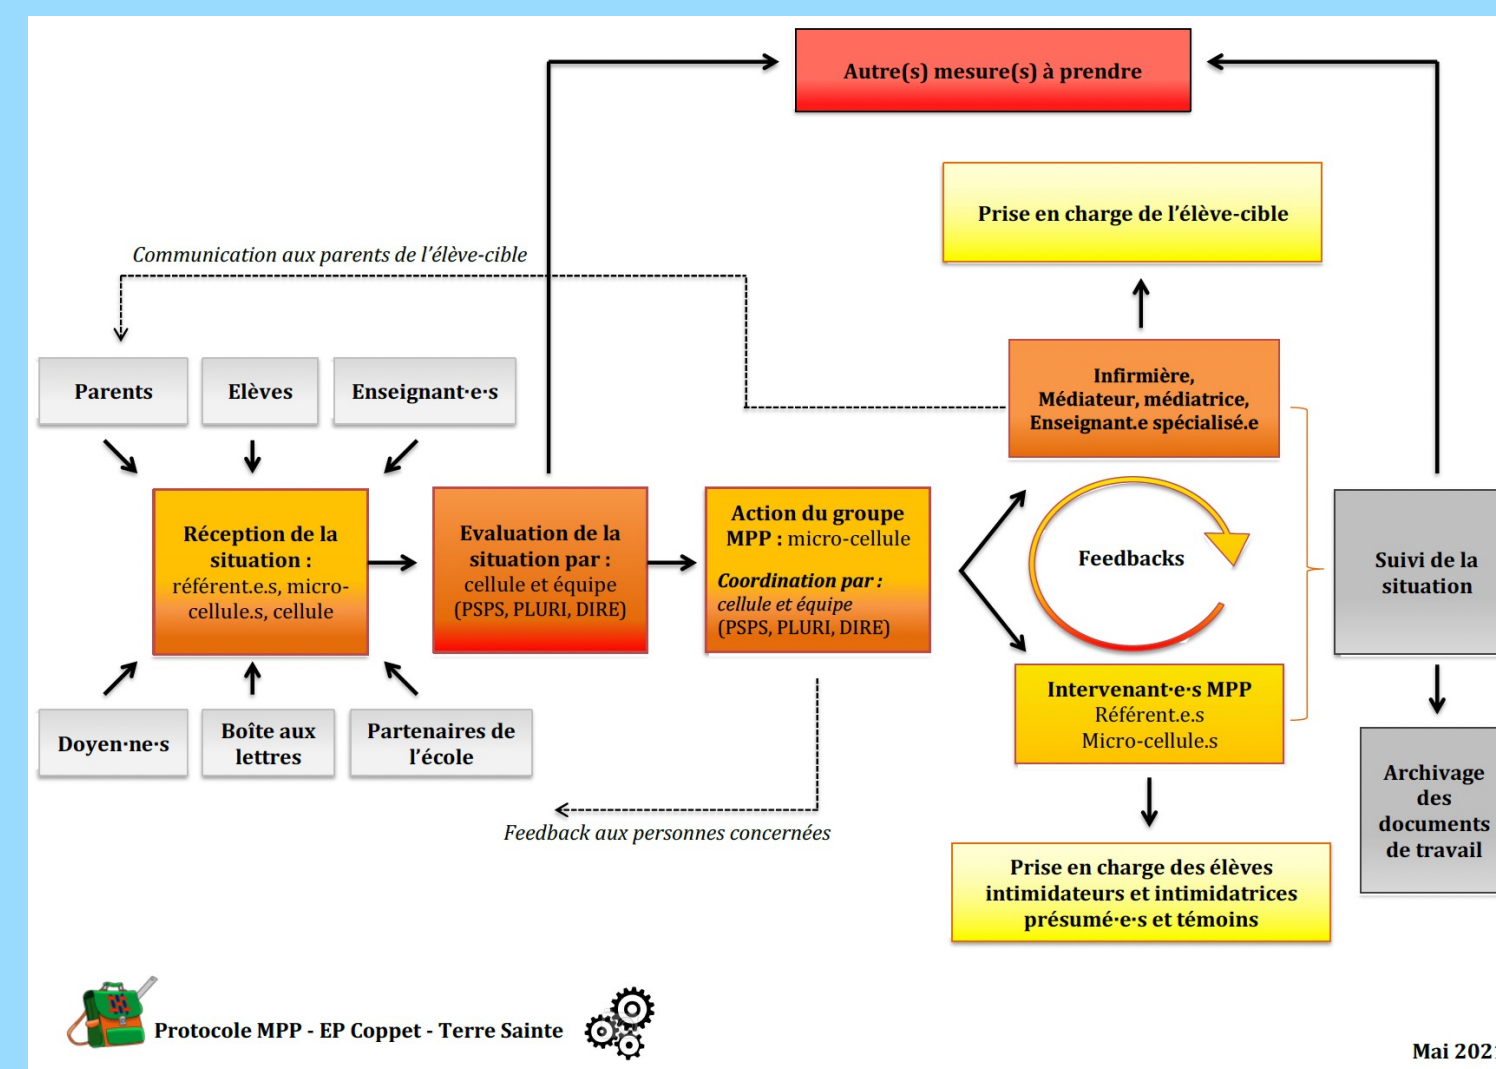 Autre(s) mesure(s) à prendre
Prise en charge de l'élève-cible
Communication aux parents de l'élève-cible
Parents
Elèves
Enseignant·e·s
Infirmière,
Médiateur, médiatrice,
Enseignant.e spécialisé.e
Réception de la
situation :
référent.e.s, micro-
cellule.s, cellule
Evaluation de la
situation par :
cellule et équipe
(PSPS, PLURI, DIRE)
Action du groupe
MPP : micro-cellule
Coordination par :
cellule et équipe
(PSPS, PLURI, DIRE)
Feedbacks
Suivi de la
situation
Intervenant·e·s MPP
Référent.e.s
Micro-cellule.s
Doyen·ne·s
Boîte aux
lettres
Partenaires de
l'école
Archivage
des
documents
de travail
Feedback aux personnes concernées
Prise en charge des élèves
intimidateurs et intimidatrices
présumé·e·s et témoins
Protocole MPP - EP Coppet - Terre Sainte
Mai 2021